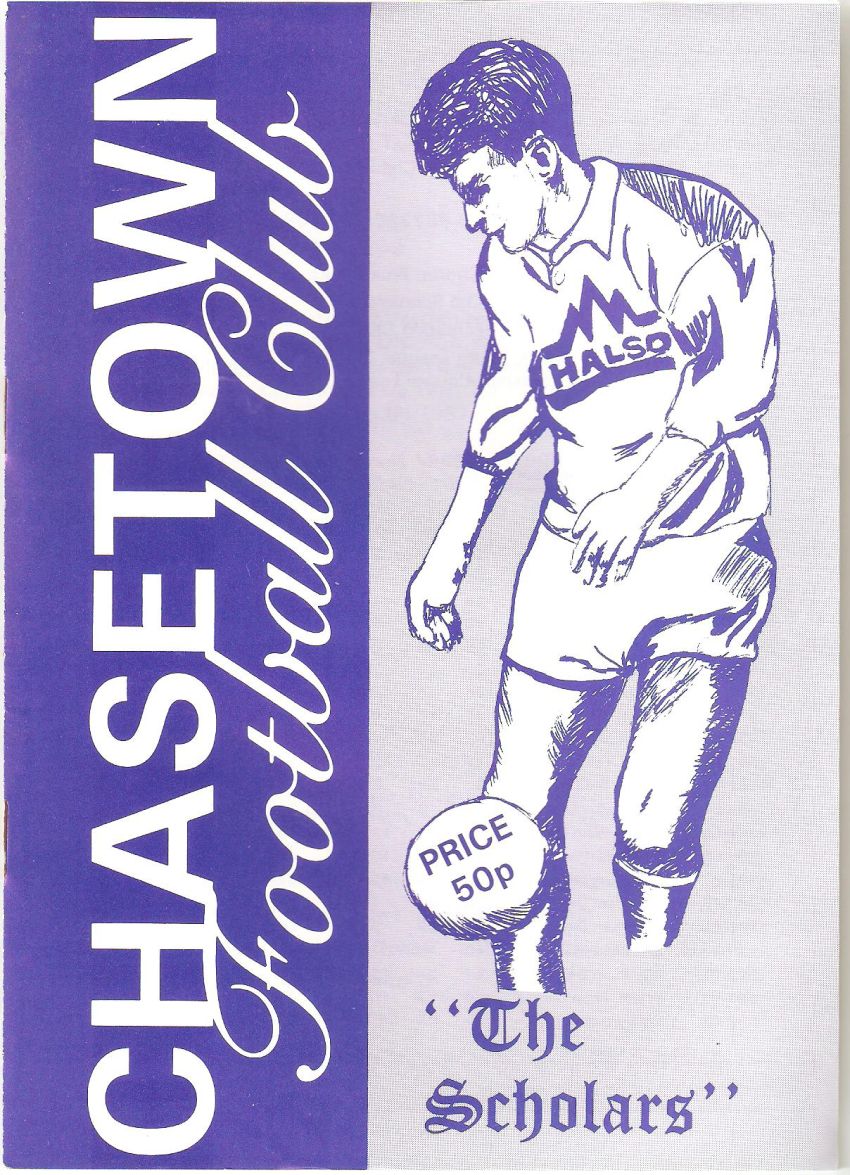 CHASETOWN
Football Club
HALSO
PRICE
50p
“The
Scholars”